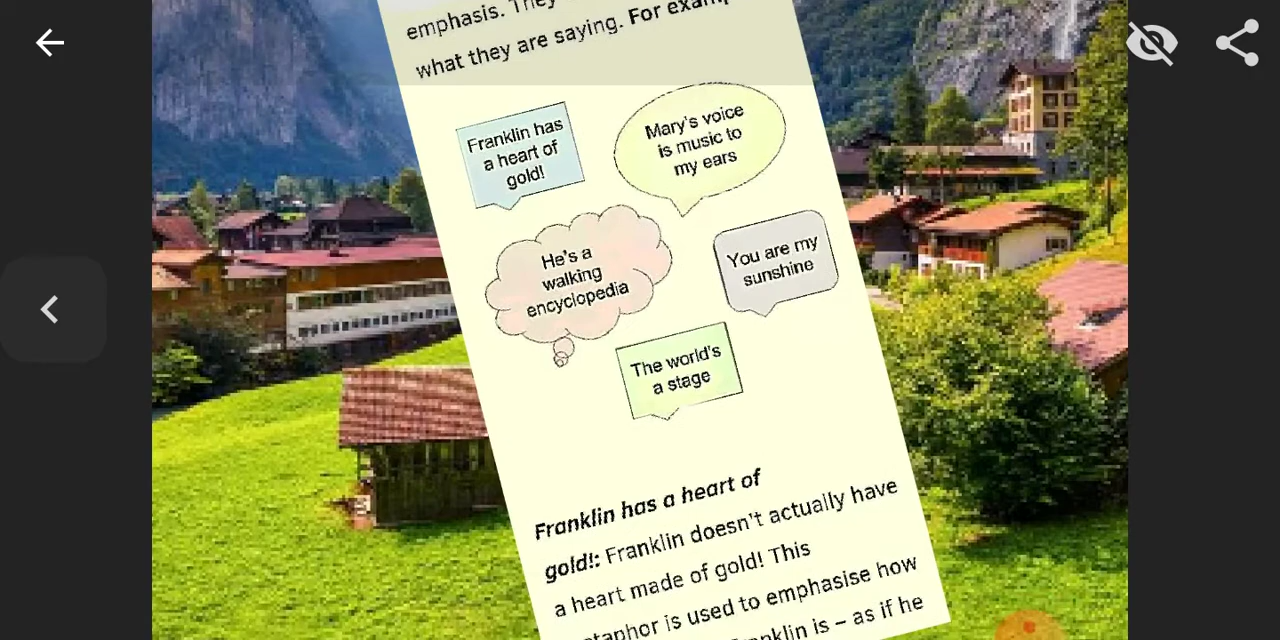 emphasis. They
what they are saying. For examp
Franklin has
a heart of
gold!
Mary's voice
is music to
my ears
He's a
walking
encyclopedia
You are my
sunshine
The world's
a stage
Franklin has a heart of
gold!: Franklin doesn't actually have
a heart made of gold! This
taphor is used to emphasise how
nklin is – as if he